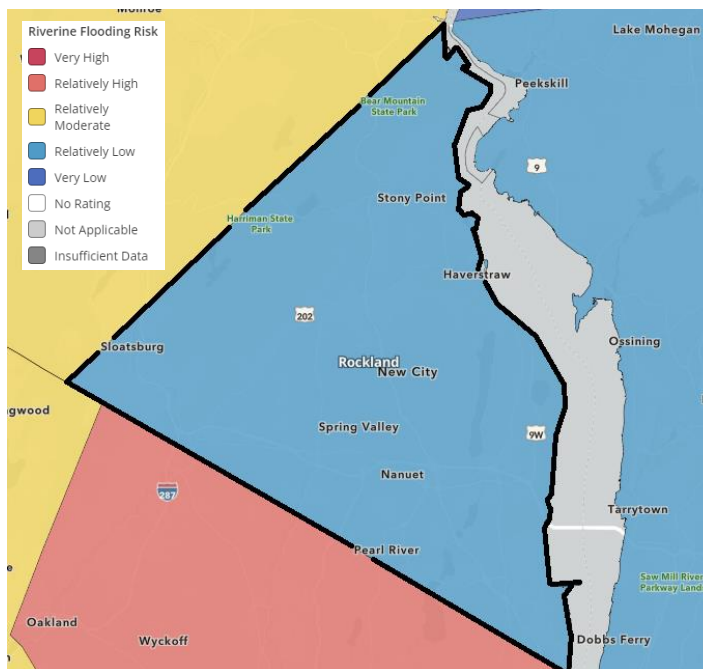 Monroe
Riverine Flooding Risk
Very High
Relatively High
Relatively
Moderate
Relatively Low
Very Low
No Rating
Not Applicable
Insufficient Data
Lake Mohegan
Peekskill
Bear Mountain
State Park
9
Stony Point
Harriman State
Park
Haverstraw
202
Sloatsburg
Ossining
Rockland
New City
ngwood
Spring Valley
9W
Nanuet
287
Tarrytown
Pearl River
Saw Mill River
Parkway Land
Oakland
Wyckoff
Dobbs Ferry